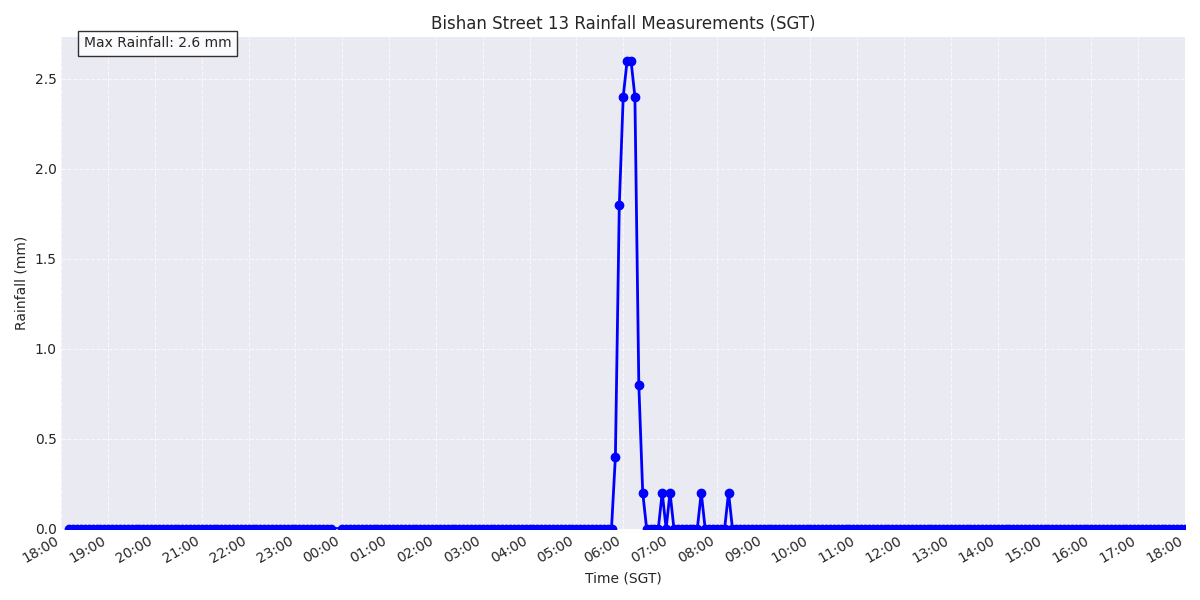 Bishan Street 13 Rainfall Measurements (SGT)
Max Rainfall: 2.6 mm
Rainfall (mm)
2.5
2.0
1.5
1.0
0.5
0.0
18:00 19:00 20:00 21:00 22:00 23:00 00:00 01:00 02:00 03:00 04:00 05:00 06:00 07:00 08:00 09:00 10:00 11:00 12:00 13:00 14:00 15:00 16:00 17:00 18:00
Time (SGT)